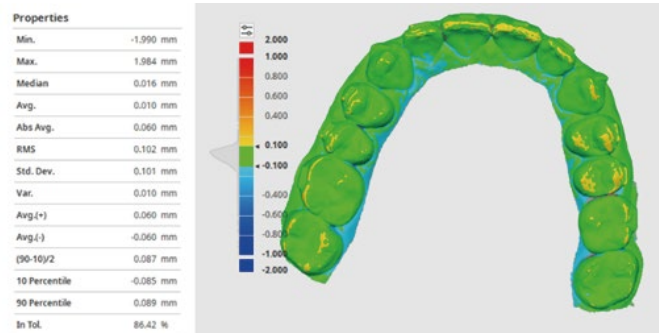 Properties
Min. -1.990 mm
Max. 1.984 mm
Median 0.016 mm
Avg. 0.010 mm
Abs Avg. 0.060 mm
RMS 0.102 mm
Std. Dev. 0.101 mm
Var. 0.010 mm
Avg.(+) 0.060 mm
Avg.(-) -0.060 mm
(90-10)/2 0.087 mm
10 Percentile -0.085 mm
90 Percentile 0.089 mm
In Tol. 86.42 %
2.000
1.000
0.800
0.600
0.400
0.100
-0.100
-0.400
-0.600
-0.800
-1.000
-2.000